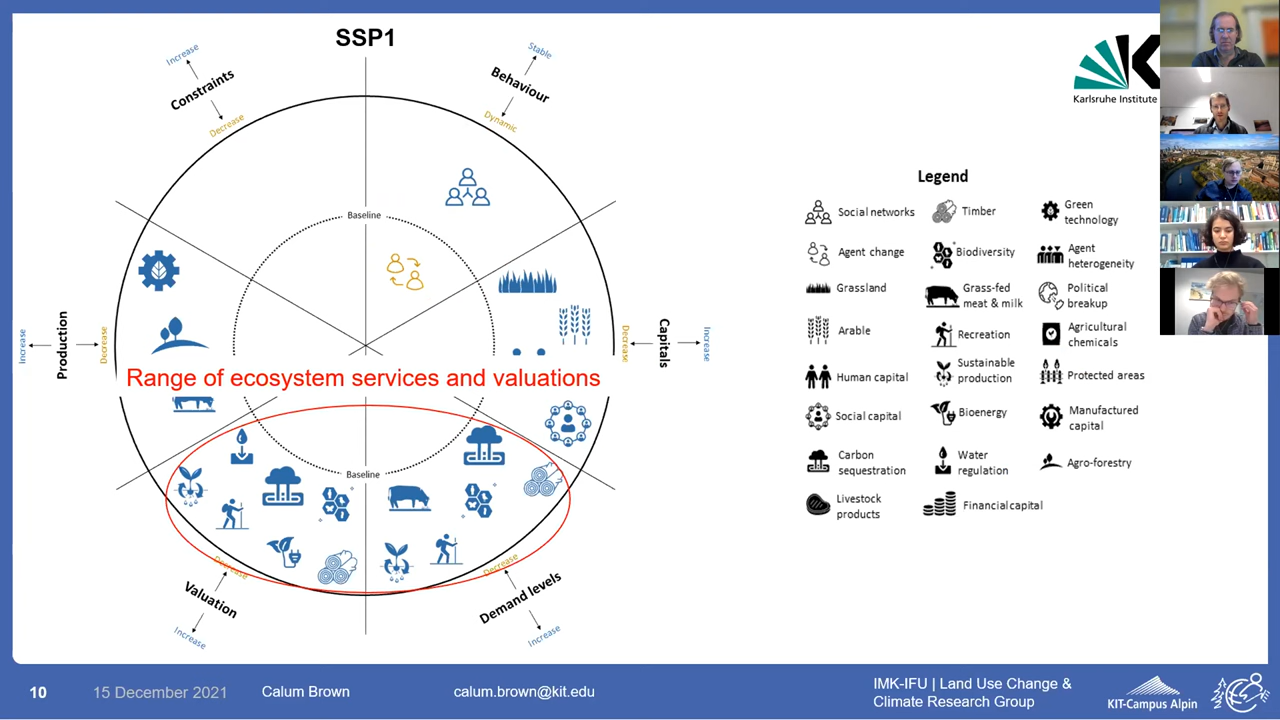 SSP1
Increase
Constraints
Decrease
Stable
Behaviour
Dynamic
Baseline
Increase
Production
Decrease
Decrease
Capitals
Increase
Range of ecosystem services and valuations
Baseline
Decrease
Valuation
Increase
Decrease
Demand levels
Increase
Karlsruhe Institute
Legend
Social networks
Timber
Green
technology
Agent change
Biodiversity
Agent
heterogeneity
Grassland
Grass-fed
meat & milk
Political
breakup
Arable
Recreation
Agricultural
chemicals
Human capital
Sustainable
production
Protected areas
Social capital
Bioenergy
Manufactured
capital
Carbon
sequestration
Water
regulation
Agro-forestry
Livestock
products
Financial capital
10
15 December 2021
Calum Brown
calum.brown@kit.edu
IMK-IFU | Land Use Change &
Climate Research Group
KIT-Campus Alpin